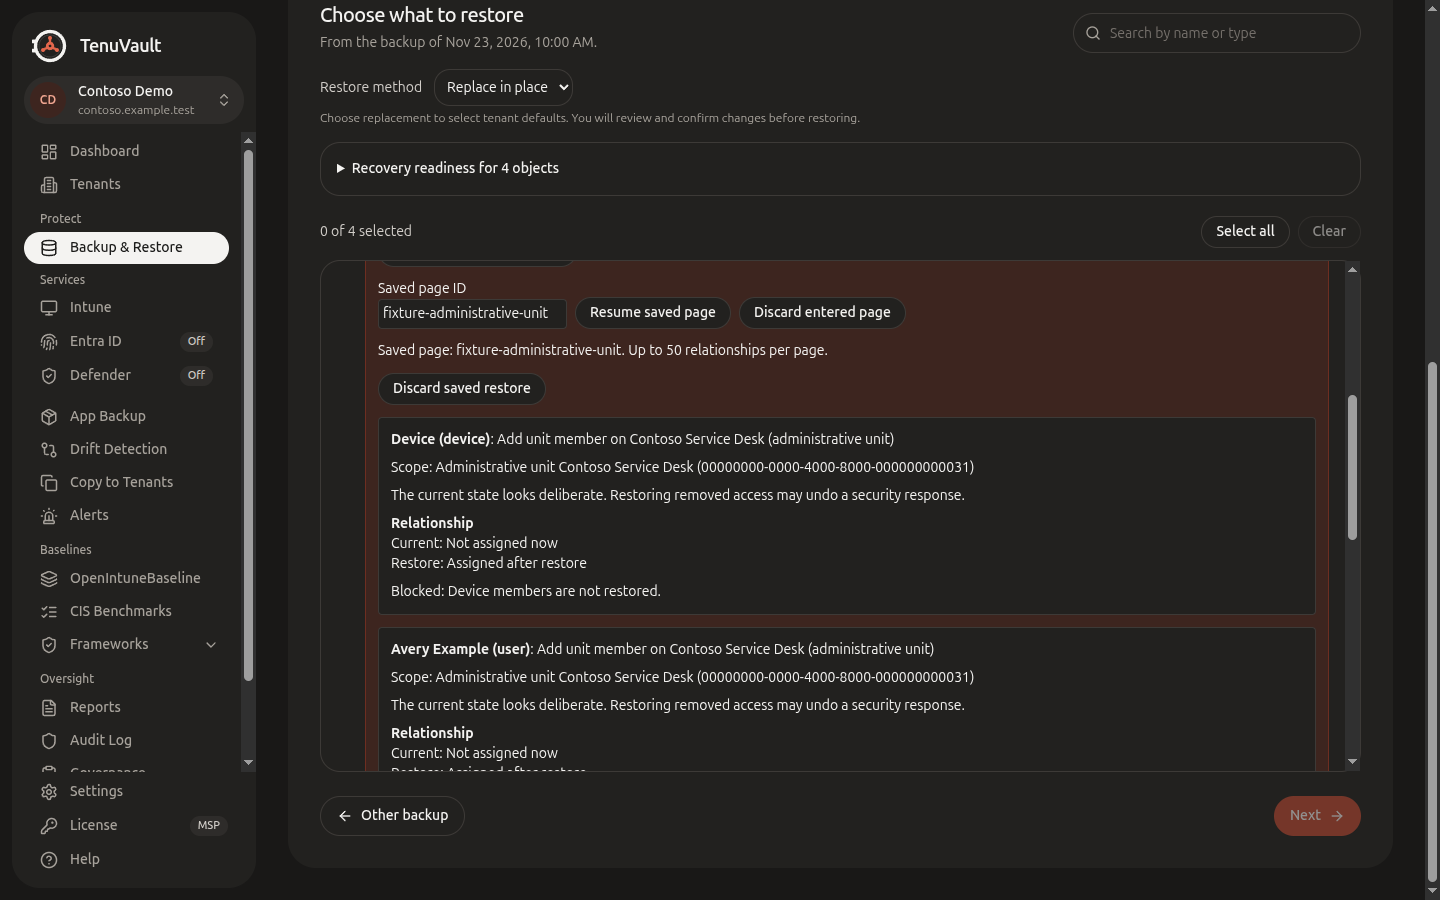 TenuVault
CD
Contoso Demo
contoso.example.test
Dashboard
Tenants
Protect
Backup & Restore
Services
Intune
Entra ID
Off
Defender
Off
App Backup
Drift Detection
Copy to Tenants
Alerts
Baselines
OpenIntuneBaseline
CIS Benchmarks
Frameworks
Oversight
Reports
Audit Log
Governance
Settings
License
MSP
Help
Choose what to restore
From the backup of Nov 23, 2026, 10:00 AM.
Search by name or type
Restore method
Replace in place
Choose replacement to select tenant defaults. You will review and confirm changes before restoring.
Recovery readiness for 4 objects
0 of 4 selected
Select all
Clear
Saved page ID
fixture-administrative-unit
Resume saved page
Discard entered page
Saved page: fixture-administrative-unit. Up to 50 relationships per page.
Discard saved restore
Device (device): Add unit member on Contoso Service Desk (administrative unit)
Scope: Administrative unit Contoso Service Desk (00000000-0000-4000-8000-000000000031)
The current state looks deliberate. Restoring removed access may undo a security response.
Relationship
Current: Not assigned now
Restore: Assigned after restore
Blocked: Device members are not restored.
Avery Example (user): Add unit member on Contoso Service Desk (administrative unit)
Scope: Administrative unit Contoso Service Desk (00000000-0000-4000-8000-000000000031)
The current state looks deliberate. Restoring removed access may undo a security response.
Relationship
Current: Not assigned now
Restore: Assigned after restore
Other backup
Next